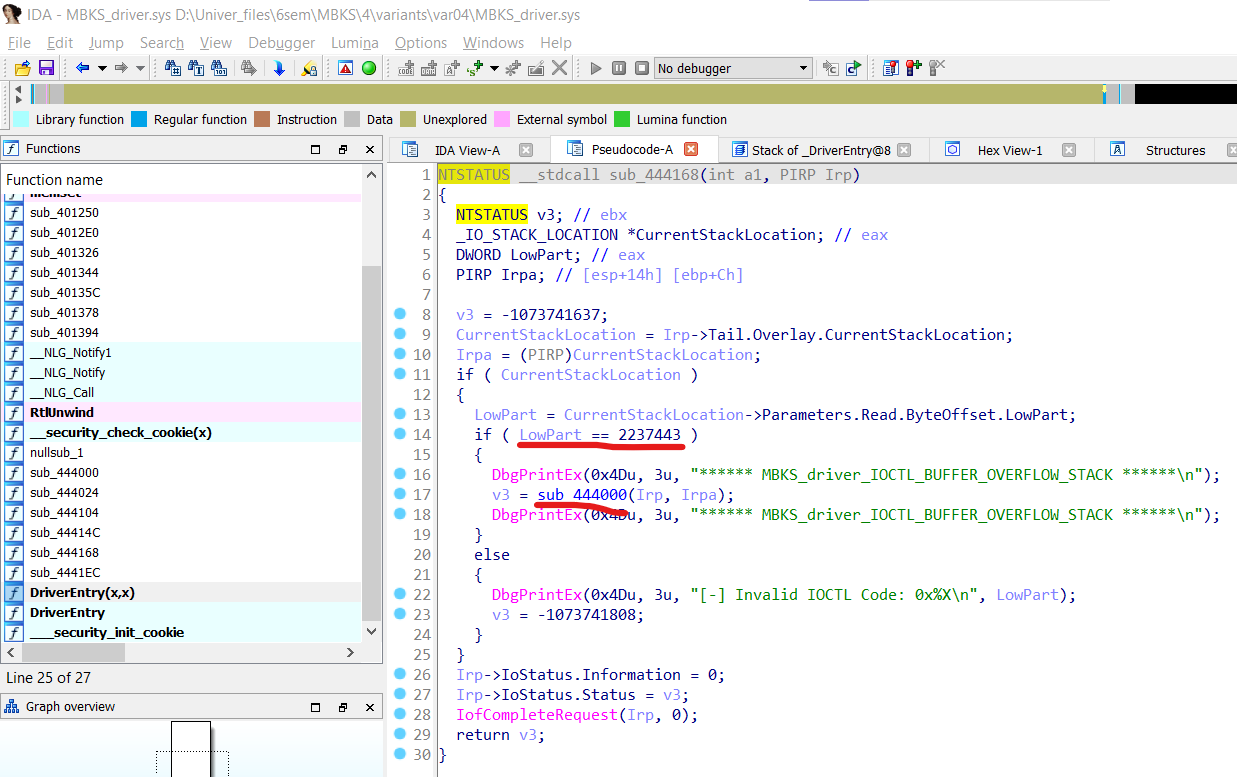 IDA - MBKS_driver.sys D:\Univer_files\6sem\MBKS\4\variants\var04\MBKS_driver.sys
File Edit Jump Search View Debugger Lumina Options Windows Help
No debugger
Library function Regular function Instruction Data Unexplored External symbol Lumina function
Functions
Function name
sub_401250
sub_4012E0
sub_401326
sub_401344
sub_40135C
sub_401378
sub_401394
__NLG_Notify1
__NLG_Notify
__NLG_Call
RtlUnwind
__security_check_cookie(x)
nullsub_1
sub_444000
sub_444024
sub_444104
sub_44414C
sub_444168
sub_4441EC
DriverEntry(x,x)
DriverEntry
___security_init_cookie
Line 25 of 27
Graph overview
IDA View-A Pseudocode-A Stack of _DriverEntry@8 Hex View-1 Structures
1 NTSTATUS __stdcall sub_444168(int a1, PIRP Irp)
2 {
3 NTSTATUS v3; // ebx
4 _IO_STACK_LOCATION *CurrentStackLocation; // eax
5 DWORD LowPart; // eax
6 PIRP Irpa; // [esp+14h] [ebp+Ch]
7
8 v3 = -1073741637;
9 CurrentStackLocation = Irp->Tail.Overlay.CurrentStackLocation;
10 Irpa = (PIRP)CurrentStackLocation;
11 if ( CurrentStackLocation )
12 {
13 LowPart = CurrentStackLocation->Parameters.Read.ByteOffset.LowPart;
14 if ( LowPart == 2237443 )
15 {
16 DbgPrintEx(0x4Du, 3u, "****** MBKS_driver_IOCTL_BUFFER_OVERFLOW_STACK ******\n");
17 v3 = sub_444000(Irp, Irpa);
18 DbgPrintEx(0x4Du, 3u, "****** MBKS_driver_IOCTL_BUFFER_OVERFLOW_STACK ******\n");
19 }
20 else
21 {
22 DbgPrintEx(0x4Du, 3u, "[-] Invalid IOCTL Code: 0x%X\n", LowPart);
23 v3 = -1073741808;
24 }
25 }
26 Irp->IoStatus.Information = 0;
27 Irp->IoStatus.Status = v3;
28 IofCompleteRequest(Irp, 0);
29 return v3;
30 }